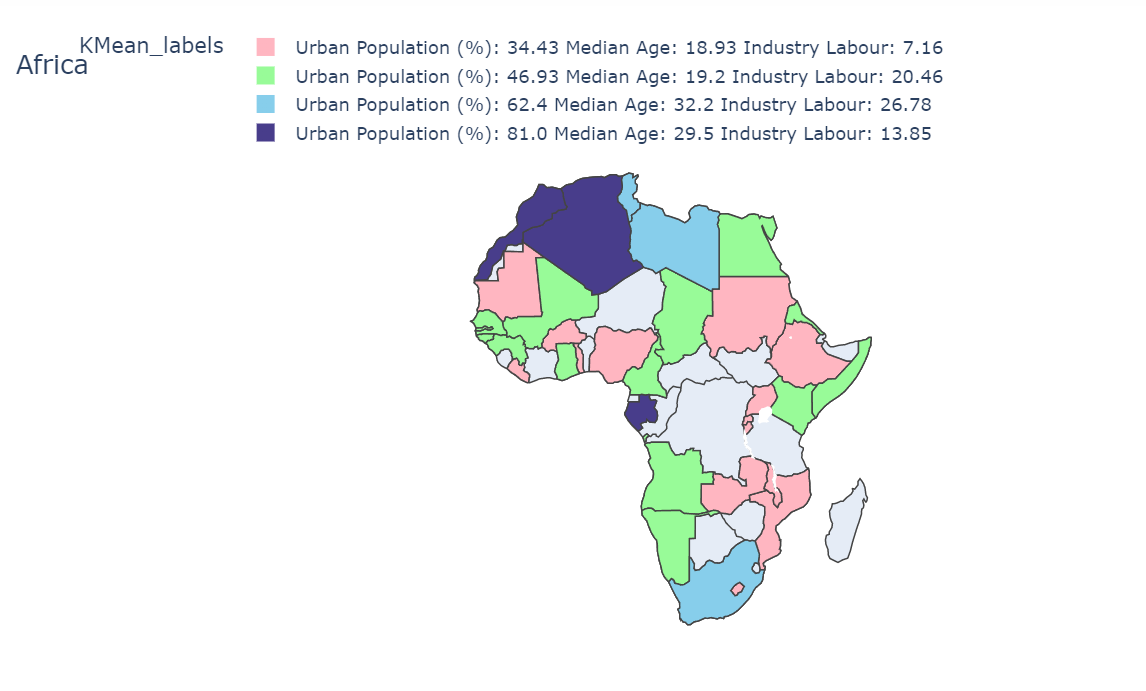 KMean_labels
Africa
Urban Population (%): 34.43 Median Age: 18.93 Industry Labour: 7.16
Urban Population (%): 46.93 Median Age: 19.2 Industry Labour: 20.46
Urban Population (%): 62.4 Median Age: 32.2 Industry Labour: 26.78
Urban Population (%): 81.0 Median Age: 29.5 Industry Labour: 13.85